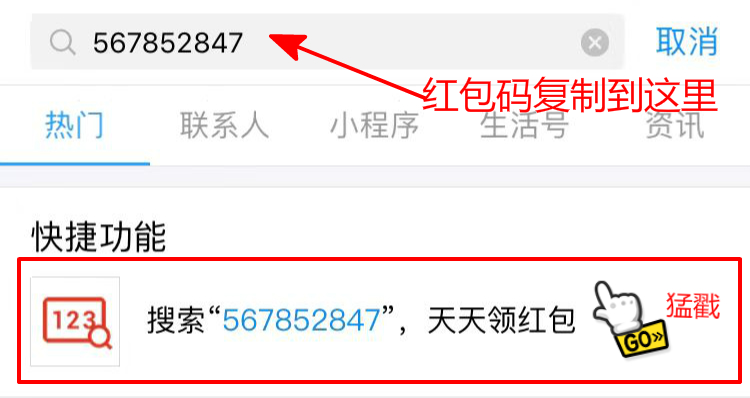 567852847
取消
红包码复制到这里
热门 联系人 小程序 生活号 资讯
快捷功能
123
搜索“567852847”，天天领红包
GO»
猛戳